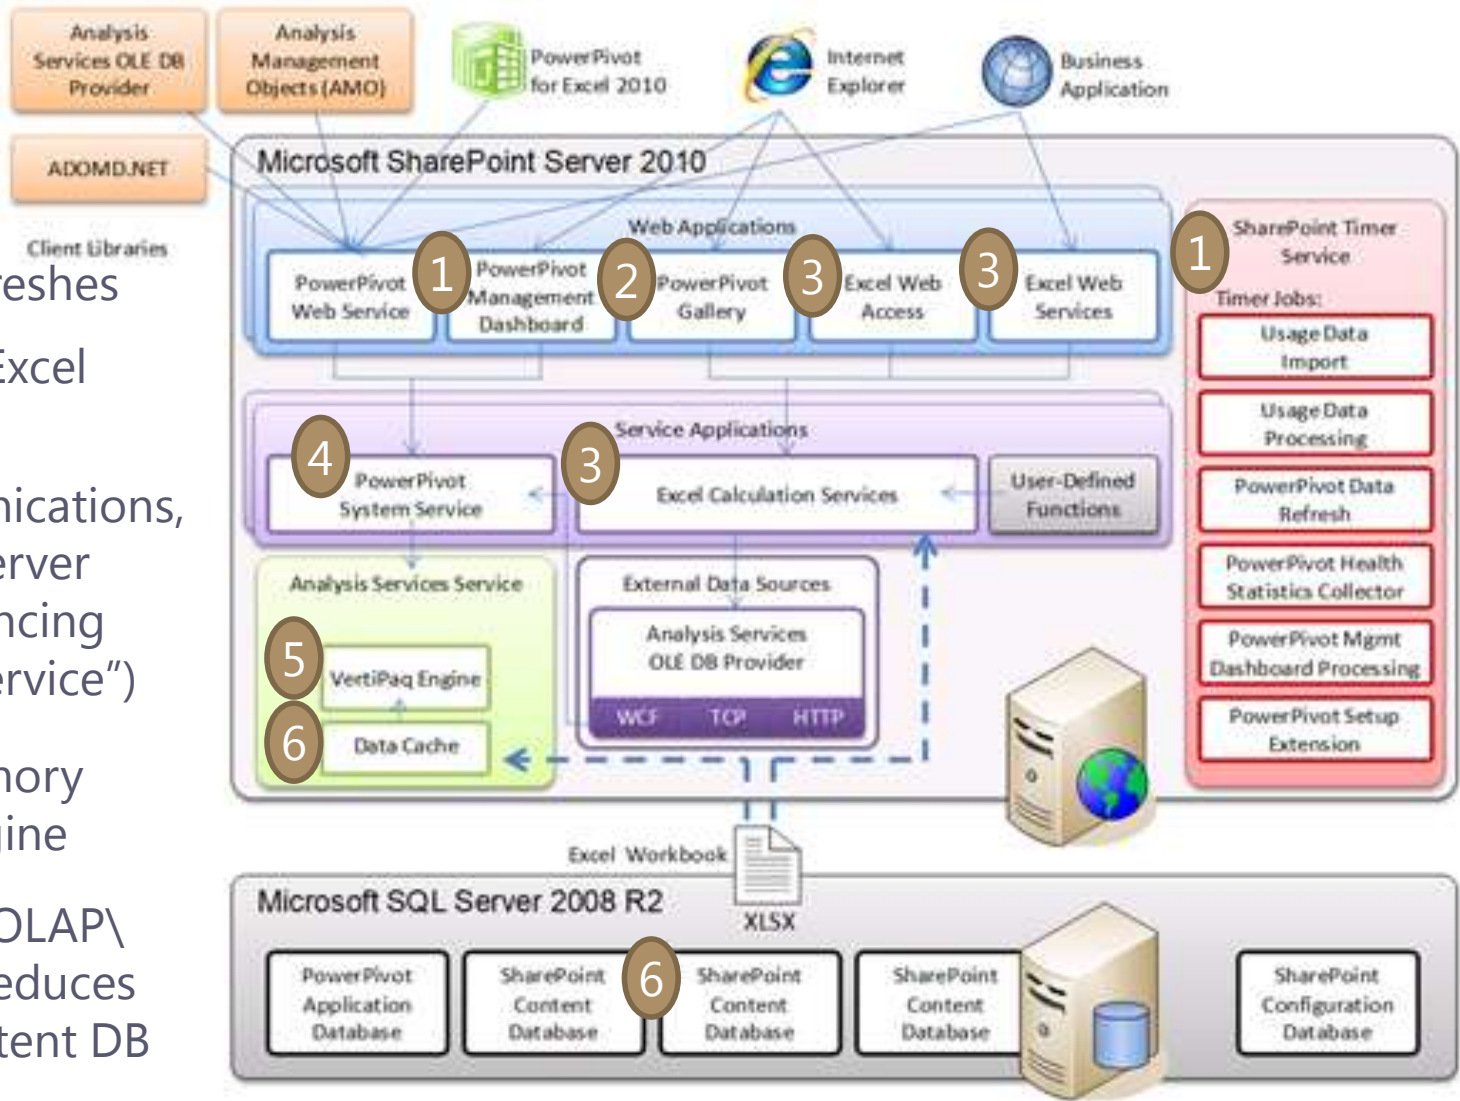 Analysis
Services OLE DB
Provider
Analysis
Management
Objects (AMO)
PowerPivot
for Excel 2010
Internet
Explorer
Business
Application
ADOMD.NET
Client Libraries
Microsoft SharePoint Server 2010
Web Applications
PowerPivot
Web Service
1
PowerPivot
Management
Dashboard
2
PowerPivot
Gallery
3
Excel Web
Access
3
Excel Web
Services
1
SharePoint Timer
Service
Timer Jobs:
Usage Data
Import
Usage Data
Processing
PowerPivot Data
Refresh
PowerPivot Health
Statistics Collector
PowerPivot Mgmt
Dashboard Processing
PowerPivot Setup
Extension
Service Applications
4
PowerPivot
System Service
3
Excel Calculation Services
User-Defined
Functions
Analysis Services Service
5
VertiPaq Engine
6
Data Cache
External Data Sources
Analysis Services
OLE DB Provider
WCF TCP HTTP
Excel Workbook
XLSX
Microsoft SQL Server 2008 R2
PowerPivot
Application
Database
SharePoint
Content
Database
6
SharePoint
Content
Database
SharePoint
Content
Database
SharePoint
Configuration
Database
reshes
Excel
nications,
erver
ncing
ervice")
nory
gine
OLAP\
educes
tent DB